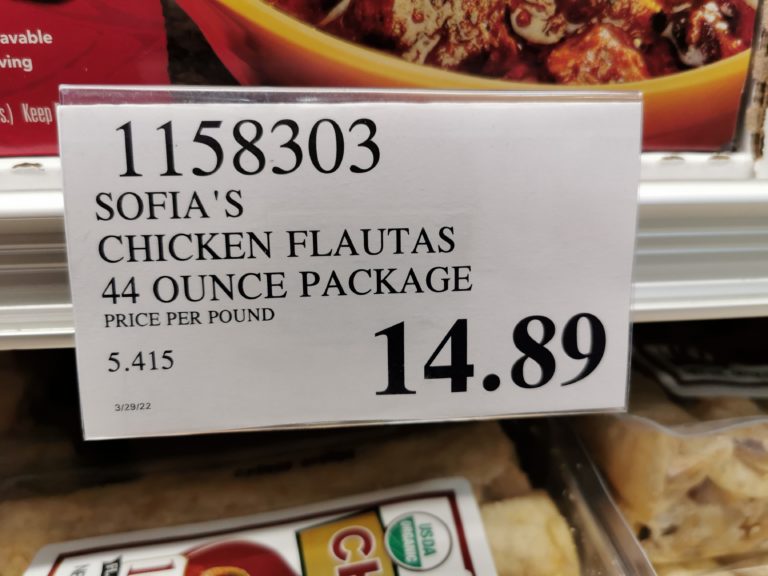 avable
ving
s.) Keep
1158303
SOFIA'S
CHICKEN FLAUTAS
44 OUNCE PACKAGE
PRICE PER POUND
5.415
14.89
3/29/22
USDA
ORGANIC